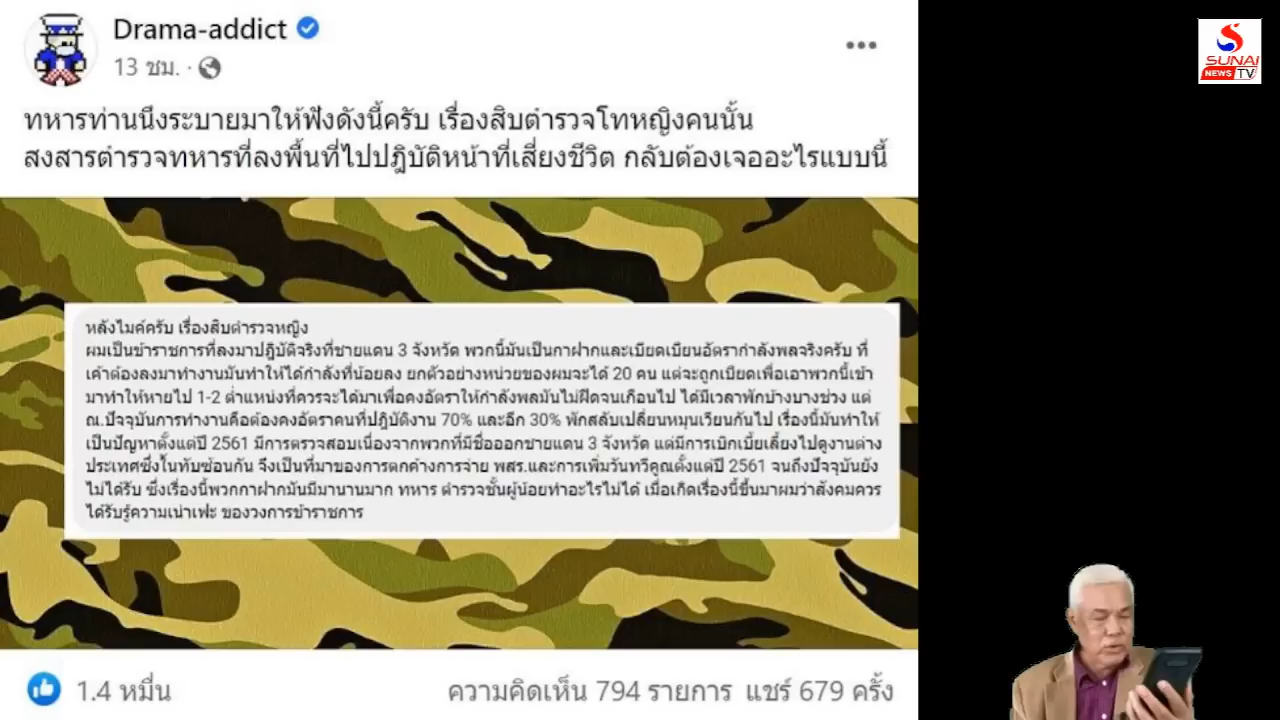 Drama-addict
13 ชม. ·
ทหารท่านนึงระบายมาให้ฟังดังนี้ครับ เรื่องสิบตำรวจโทหญิงคนนั้น
สงสารตำรวจทหารที่ลงพื้นที่ไปปฎิบัติหน้าที่เสี่ยงชีวิต กลับต้องเจออะไรแบบนี้
หลังไมค์ครับ เรื่องสิบตำรวจหญิง
ผมเป็นข้าราชการที่ลงมาปฏิบัติจริงที่ชายแดน 3 จังหวัด พวกนี้มันเป็นกาฝากและเบียดเบียนอัตรากำลังพลจริงครับ ที่
เค้าต้องลงมาทำงานมันทำให้ได้กำลังที่น้อยลง ยกตัวอย่างหน่วยของผมจะได้ 20 คน แต่จะถูกเบียดเพื่อเอาพวกนี้เข้า
มาทำให้หายไป 1-2 ตำแหน่งที่ควรจะได้มาเพื่อคงอัตราให้กำลังพลมันไม่ฝืดจนเกือนไป ได้มีเวลาพักบ้างบางช่วง แต่
ณ.ปัจจุบันการทำงานคือต้องคงอัตราคนที่ปฏิบัติงาน 70% และอีก 30% พักสลับเปลี่ยนหมุนเวียนกันไป เรื่องนี้มันทำให้
เป็นปัญหาตั้งแต่ปี 2561 มีการตรวจสอบเนื่องจากพวกที่มีชื่อออกชายแดน 3 จังหวัด แต่มีการเบิกเบี้ยเลี้ยงไปดูงานต่าง
ประเทศซึ่งในทับซ้อนกัน จึงเป็นที่มาของการตกค้างการจ่าย พสร.และการเพิ่มวันทวีคูณตั้งแต่ปี 2561 จนถึงปัจจุบันยัง
ไม่ได้รับ ซึ่งเรื่องนี้พวกกาฝากมันมีมานานมาก ทหาร ตำรวจชั้นผู้น้อยทำอะไรไม่ได้ เมื่อเกิดเรื่องนี้ขึ้นมาผมว่าสังคมควร
ได้รับรู้ความเน่าเฟะ ของวงการข้าราชการ
1.4 หมื่น
ความคิดเห็น 794 รายการ แชร์ 679 ครั้ง
SUNAI
NEWS TV